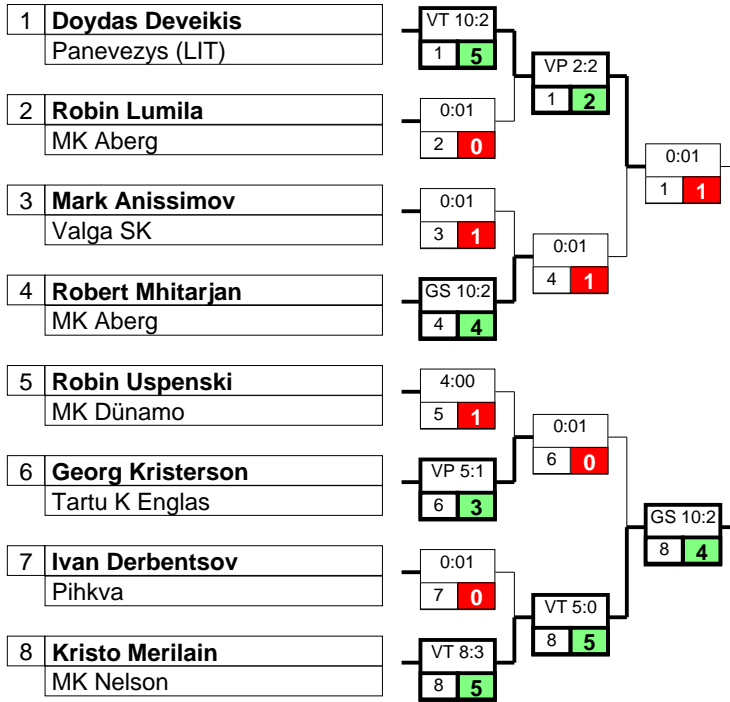 1 Doydas Deveikis
Panevezys (LIT)
VT 10:2
1 5
VP 2:2
1 2
2 Robin Lumila
MK Aberg
0:01
2 0
0:01
1 1
3 Mark Anissimov
Valga SK
0:01
3 1
0:01
4 1
4 Robert Mhitarjan
MK Aberg
GS 10:2
4 4
5 Robin Uspenski
MK Dünamo
4:00
5 1
0:01
6 0
6 Georg Kristerson
Tartu K Englas
VP 5:1
6 3
GS 10:2
8 4
7 Ivan Derbentsov
Pihkva
0:01
7 0
VT 5:0
8 5
8 Kristo Merilain
MK Nelson
VT 8:3
8 5